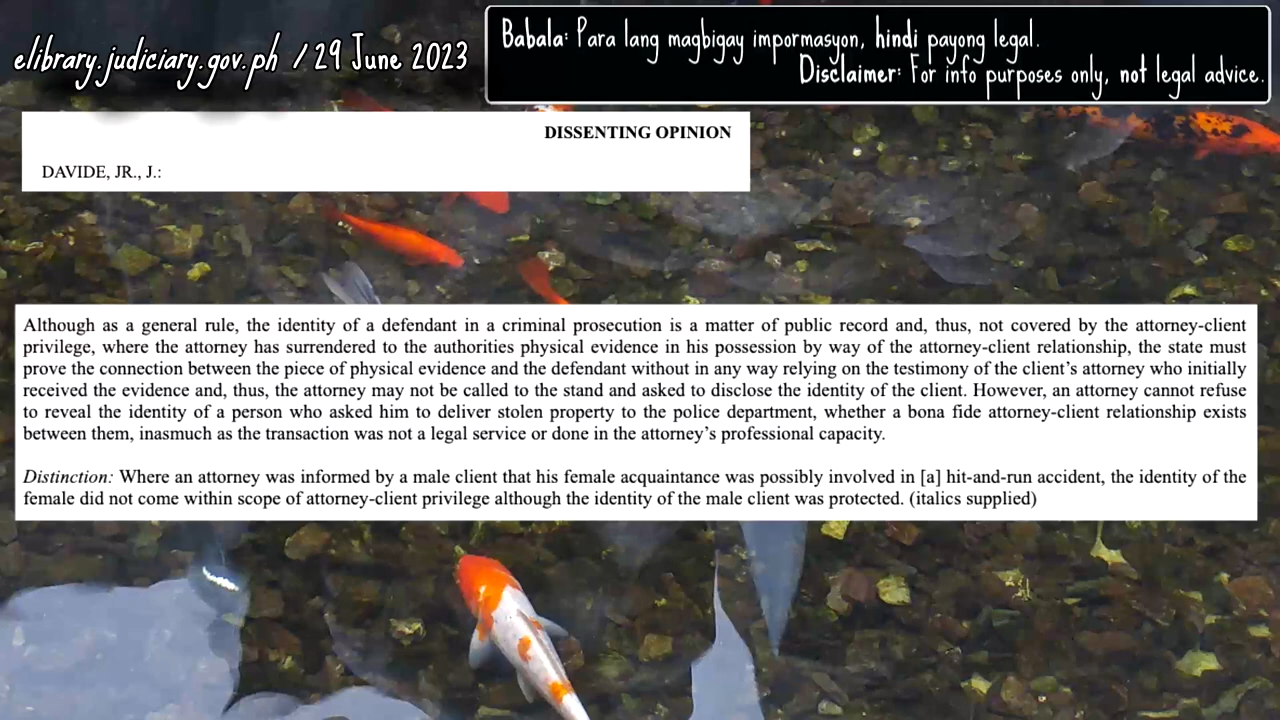 elibrary.judiciary.gov.ph / 29 June 2023
Babala: Para lang magbigay impormasyon, hindi payong legal.
Disclaimer: For info purposes only, not legal advice.
DISSENTING OPINION
DAVIDE, JR., J.:
Although as a general rule, the identity of a defendant in a criminal prosecution is a matter of public record and, thus, not covered by the attorney-client
privilege, where the attorney has surrendered to the authorities physical evidence in his possession by way of the attorney-client relationship, the state must
prove the connection between the piece of physical evidence and the defendant without in any way relying on the testimony of the client's attorney who initially
received the evidence and, thus, the attorney may not be called to the stand and asked to disclose the identity of the client. However, an attorney cannot refuse
to reveal the identity of a person who asked him to deliver stolen property to the police department, whether a bona fide attorney-client relationship exists
between them, inasmuch as the transaction was not a legal service or done in the attorney's professional capacity.
Distinction: Where an attorney was informed by a male client that his female acquaintance was possibly involved in [a] hit-and-run accident, the identity of the
female did not come within scope of attorney-client privilege although the identity of the male client was protected. (italics supplied)